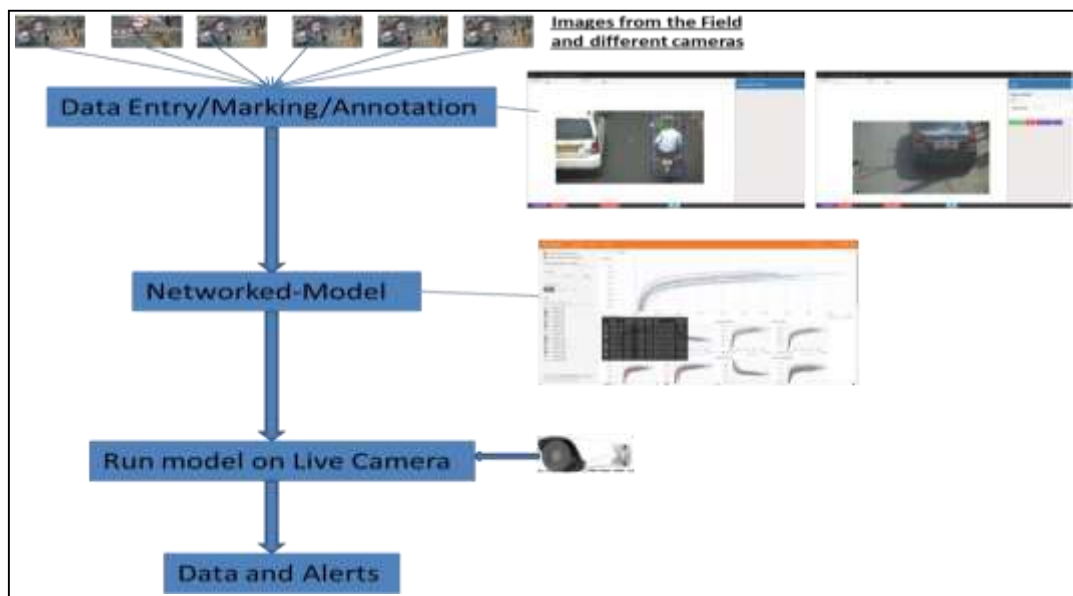 Images from the Field
and different cameras
Data Entry/Marking/Annotation
Networked-Model
Run model on Live Camera
Data and Alerts